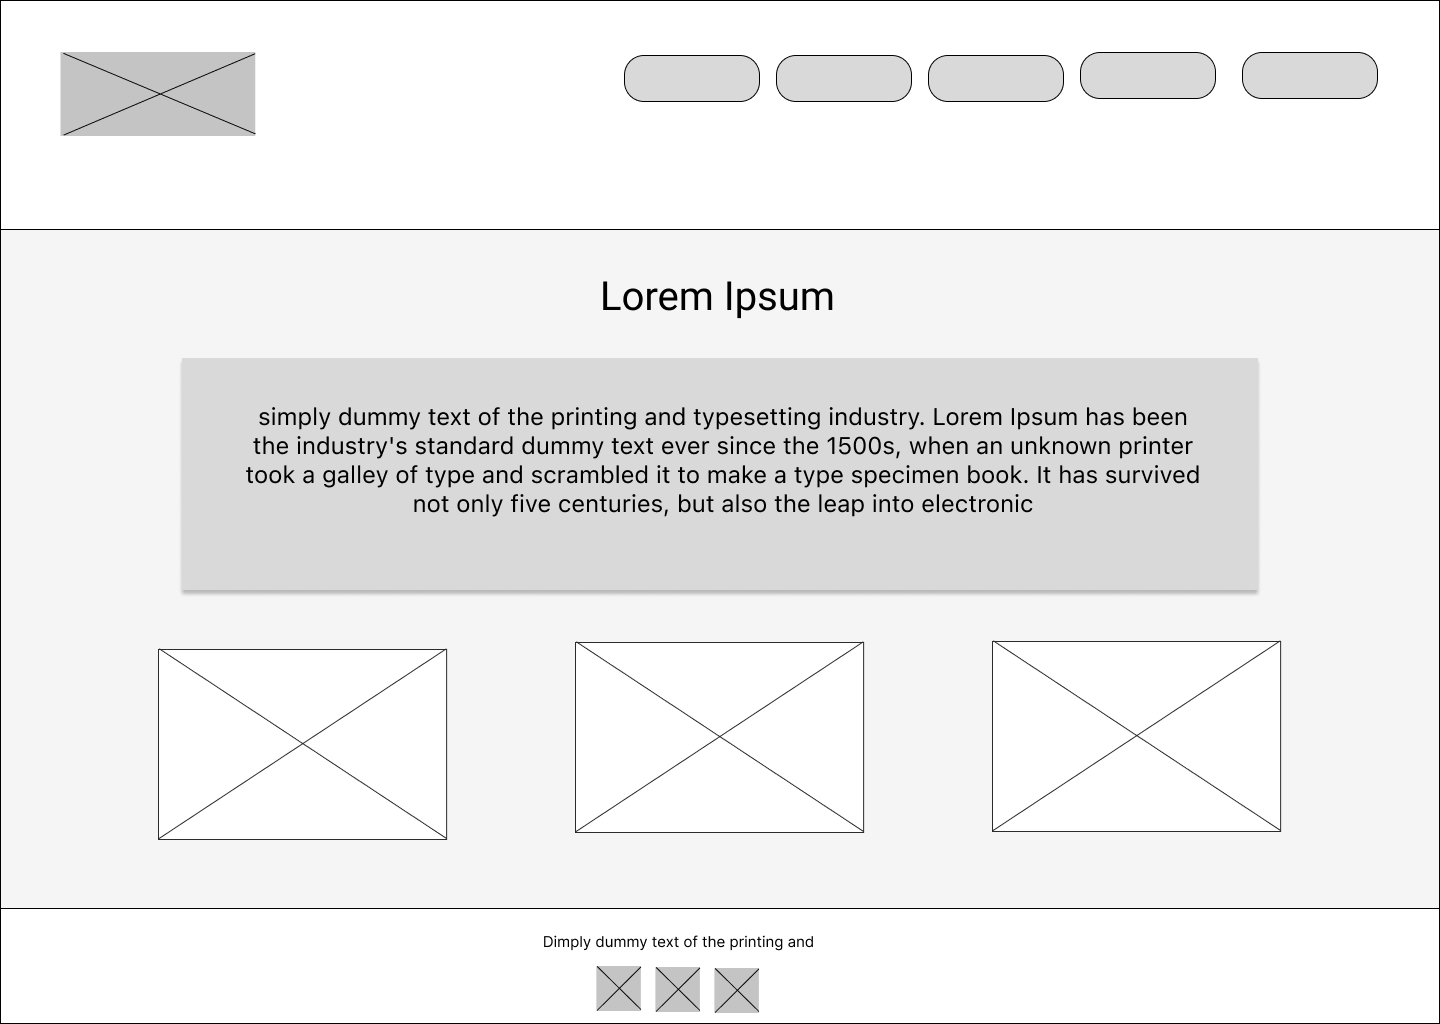 Lorem Ipsum
simply dummy text of the printing and typesetting industry. Lorem Ipsum has been
the industry's standard dummy text ever since the 1500s, when an unknown printer
took a galley of type and scrambled it to make a type specimen book. It has survived
not only five centuries, but also the leap into electronic
Dimply dummy text of the printing and